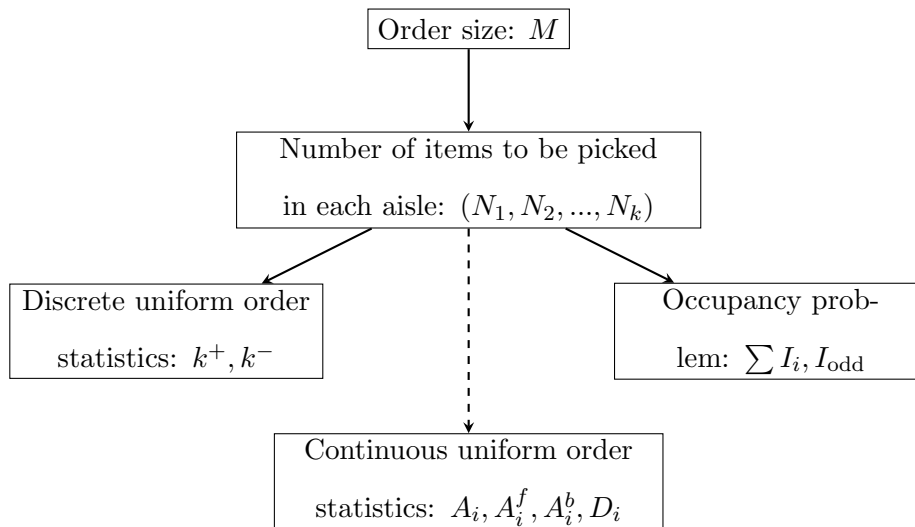 Order size: M
Number of items to be picked
in each aisle: (N₁, N₂, ..., Nₖ)
Discrete uniform order
statistics: k⁺, k⁻
Occupancy prob-
lem: ∑ Iᵢ, I_odd
Continuous uniform order
statistics: Aᵢ, Aᵢᶠ, Aᵢᵇ, Dᵢ